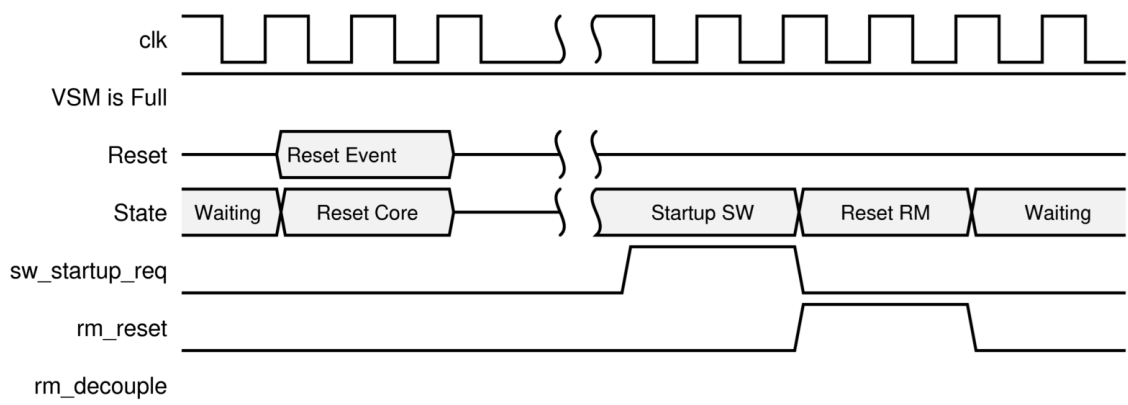 clk
VSM is Full
Reset Reset Event
State Waiting Reset Core Startup SW Reset RM Waiting
sw_startup_req
rm_reset
rm_decouple